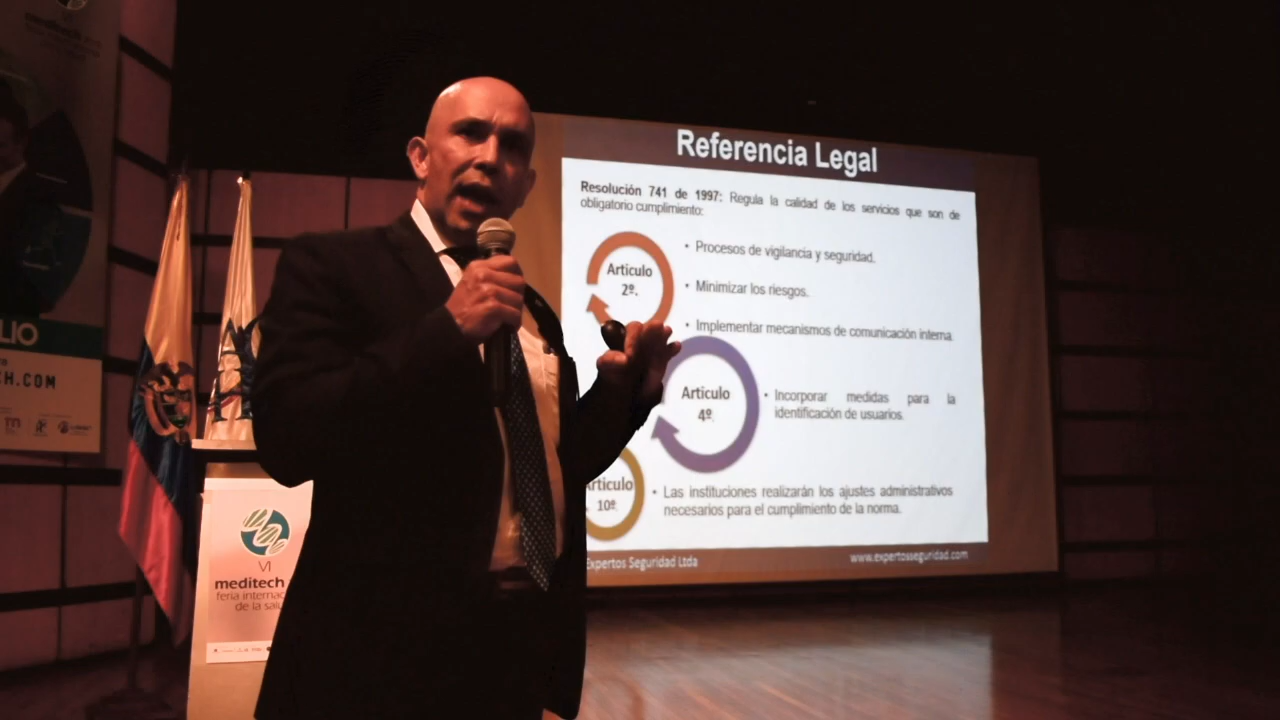 meditech
LIO
CH.COM
VI
meditech
feria internac
de la salu
Referencia Legal
Resolución 741 de 1997: Regula la calidad de los servicios que son de
obligatorio cumplimiento:
Artículo
2º.
• Procesos de vigilancia y seguridad.
• Minimizar los riesgos.
• Implementar mecanismos de comunicación interna.
Artículo
4º.
• Incorporar medidas para la
identificación de usuarios.
Artículo
10º.
• Las instituciones realizarán los ajustes administrativos
necesarios para el cumplimiento de la norma.
Expertos Seguridad Ltda
www.expertosseguridad.com